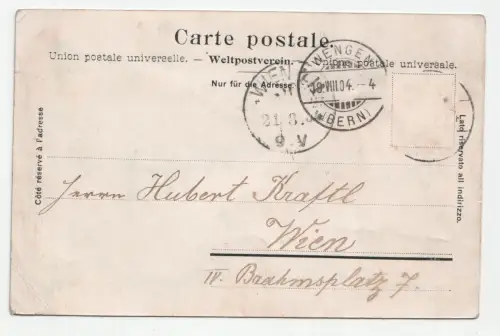 Carte postale.
Union postale universelle. — Weltpostverein. — Unione postale universale.
Nur für die Adresse.
WENGEN
VIII.04. - 4
(BERN)
WIEN
21. 8.
9.V
Côté réservé à l'adresse
Lato riservato all indirizzo.
Herrn Hubert Kraftl
Wien
IV. Brahmsplatz 7.